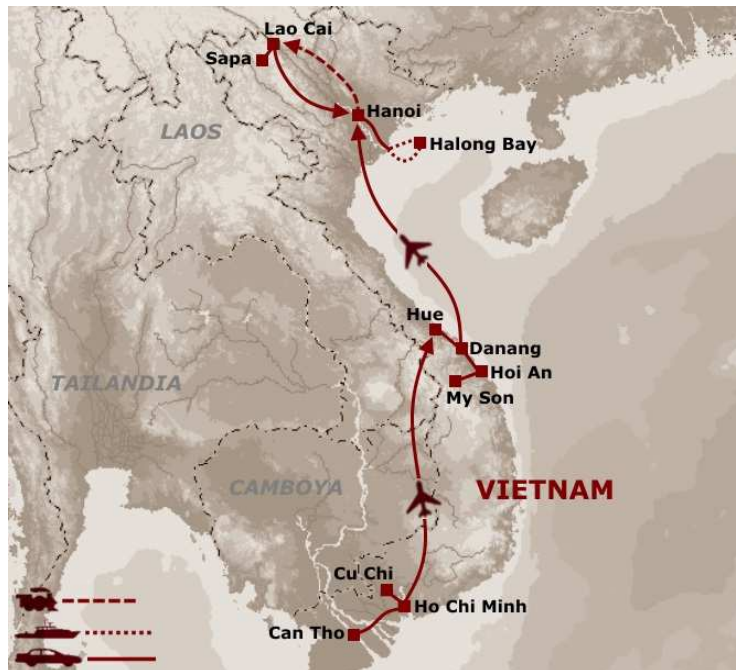 Lao Cai
Sapa
Hanoi
LAOS
Halong Bay
Hue
Danang
Hoi An
TAILANDIA
My Son
CAMBOYA
VIETNAM
Cu Chi
Ho Chi Minh
Can Tho